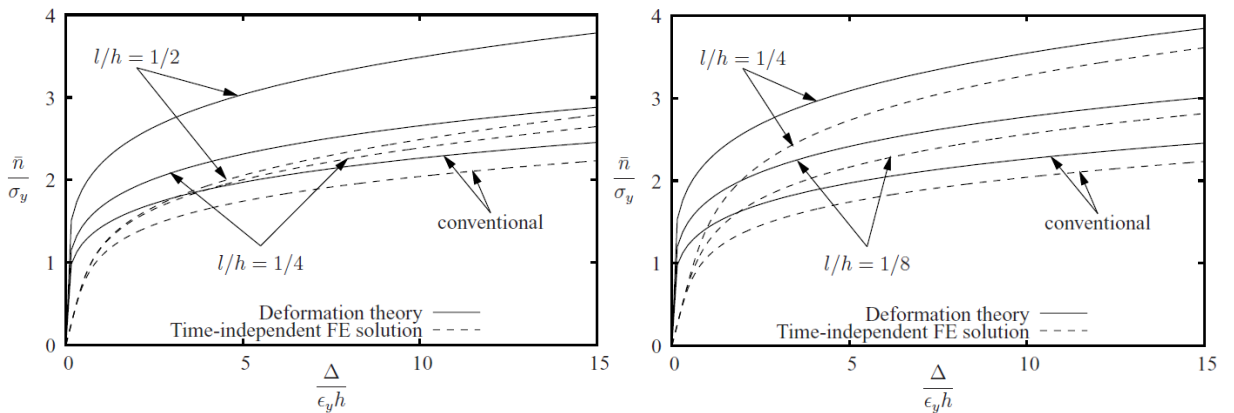 4
3
2
1
0
n̄
σy
l/h = 1/2
l/h = 1/4
conventional
Deformation theory
Time-independent FE solution
0
5
10
15
Δ
ϵyh
4
3
2
1
0
n̄
σy
l/h = 1/4
l/h = 1/8
conventional
Deformation theory
Time-independent FE solution
0
5
10
15
Δ
ϵyh